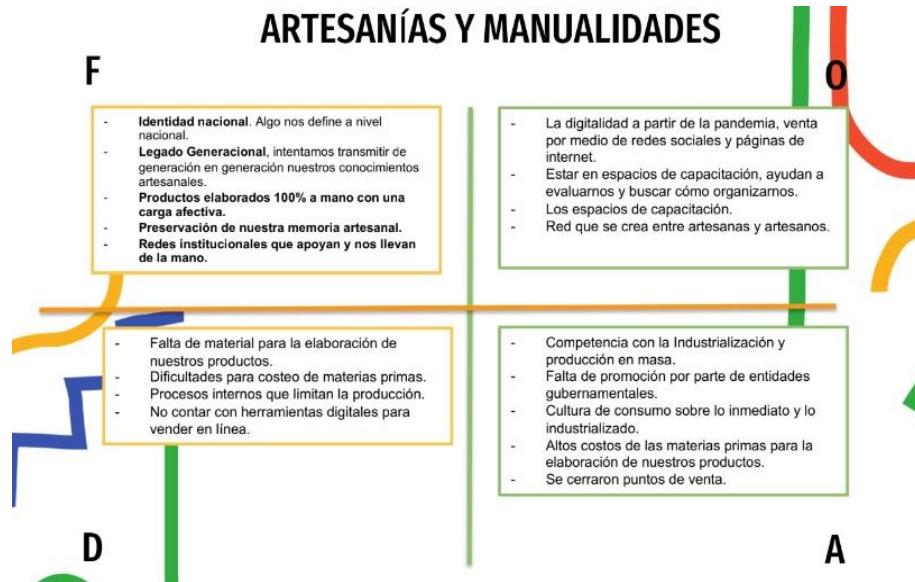 ARTESANÍAS Y MANUALIDADES
F
- Identidad nacional. Algo nos define a nivel
nacional.
- Legado Generacional, intentamos transmitir de
generación en generación nuestros conocimientos
artesanales.
- Productos elaborados 100% a mano con una
carga afectiva.
- Preservación de nuestra memoria artesanal.
- Redes institucionales que apoyan y nos llevan
de la mano.
O
- La digitalidad a partir de la pandemia, venta
por medio de redes sociales y páginas de
internet.
- Estar en espacios de capacitación, ayudan a
evaluarnos y buscar cómo organizarnos.
- Los espacios de capacitación.
- Red que se crea entre artesanas y artesanos.
- Falta de material para la elaboración de
nuestros productos.
- Dificultades para costeo de materias primas.
- Procesos internos que limitan la producción.
- No contar con herramientas digitales para
vender en línea.
D
- Competencia con la Industrialización y
producción en masa.
- Falta de promoción por parte de entidades
gubernamentales.
- Cultura de consumo sobre lo inmediato y lo
industrializado.
- Altos costos de las materias primas para la
elaboración de nuestros productos.
- Se cerraron puntos de venta.
A